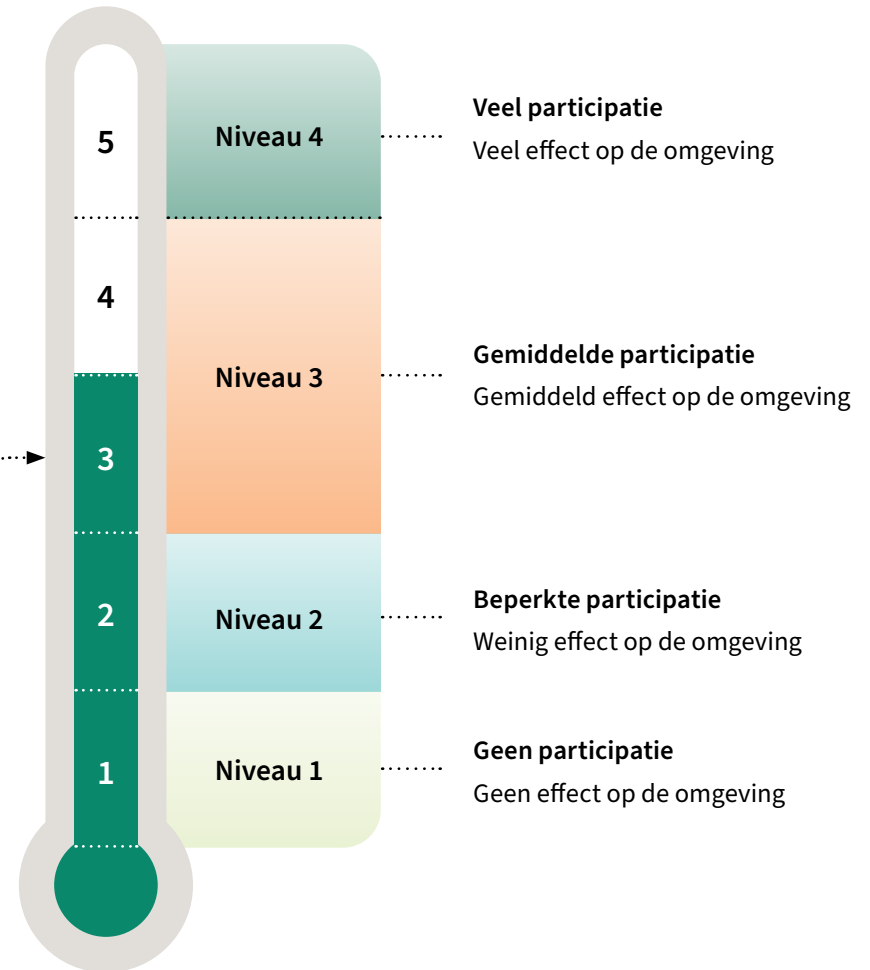 5
Niveau 4
Veel participatie
Veel effect op de omgeving
4
Niveau 3
Gemiddelde participatie
Gemiddeld effect op de omgeving
3
2
Niveau 2
Beperkte participatie
Weinig effect op de omgeving
1
Niveau 1
Geen participatie
Geen effect op de omgeving